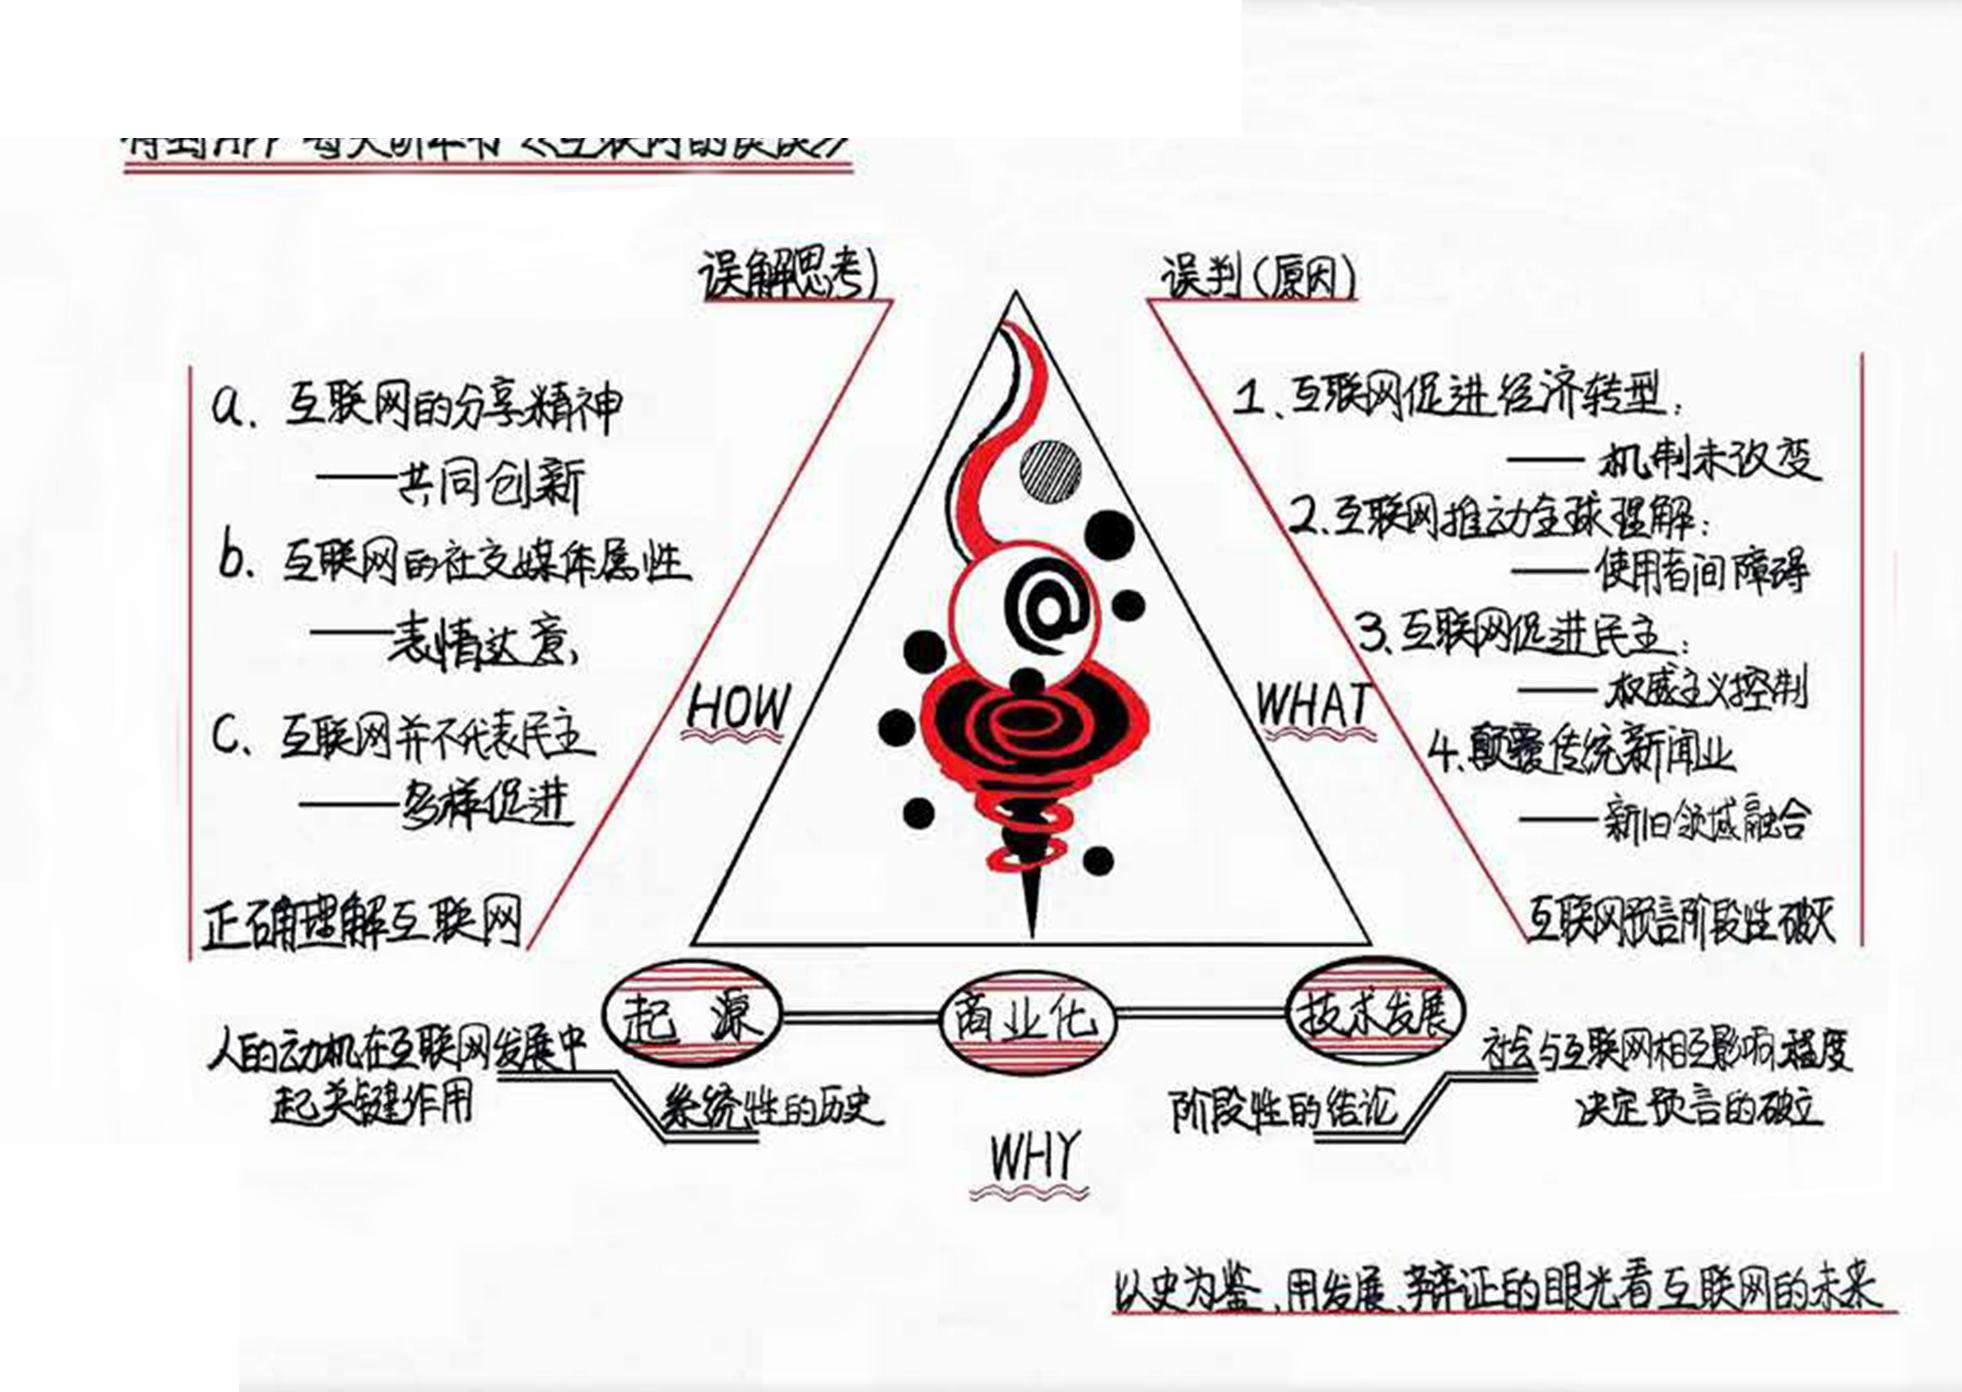 得到APP 每天听本书《互联网的误读》
误解思考)
误判(原因)
a. 互联网的分享精神
——共同创新
b. 互联网的社交媒体属性
——表情达意、
c、互联网并不代表民主
——多样促进
正确理解互联网
HOW
WHAT
1、互联网促进经济转型:
——机制未改变
2.互联网推动全球理解:
——使用者间障碍
3.互联网促进民主:
——权威主义控制
4.颠覆传统新闻业
——新旧领域融合
互联网预言阶段性破灭
起源
商业化
技术发展
人的动机在互联网发展中
起关键作用
系统性的历史
阶段性的结论
社会与互联网相互影响程度
决定预言的破立
WHY
以史为鉴、用发展、辩证的眼光看互联网的未来